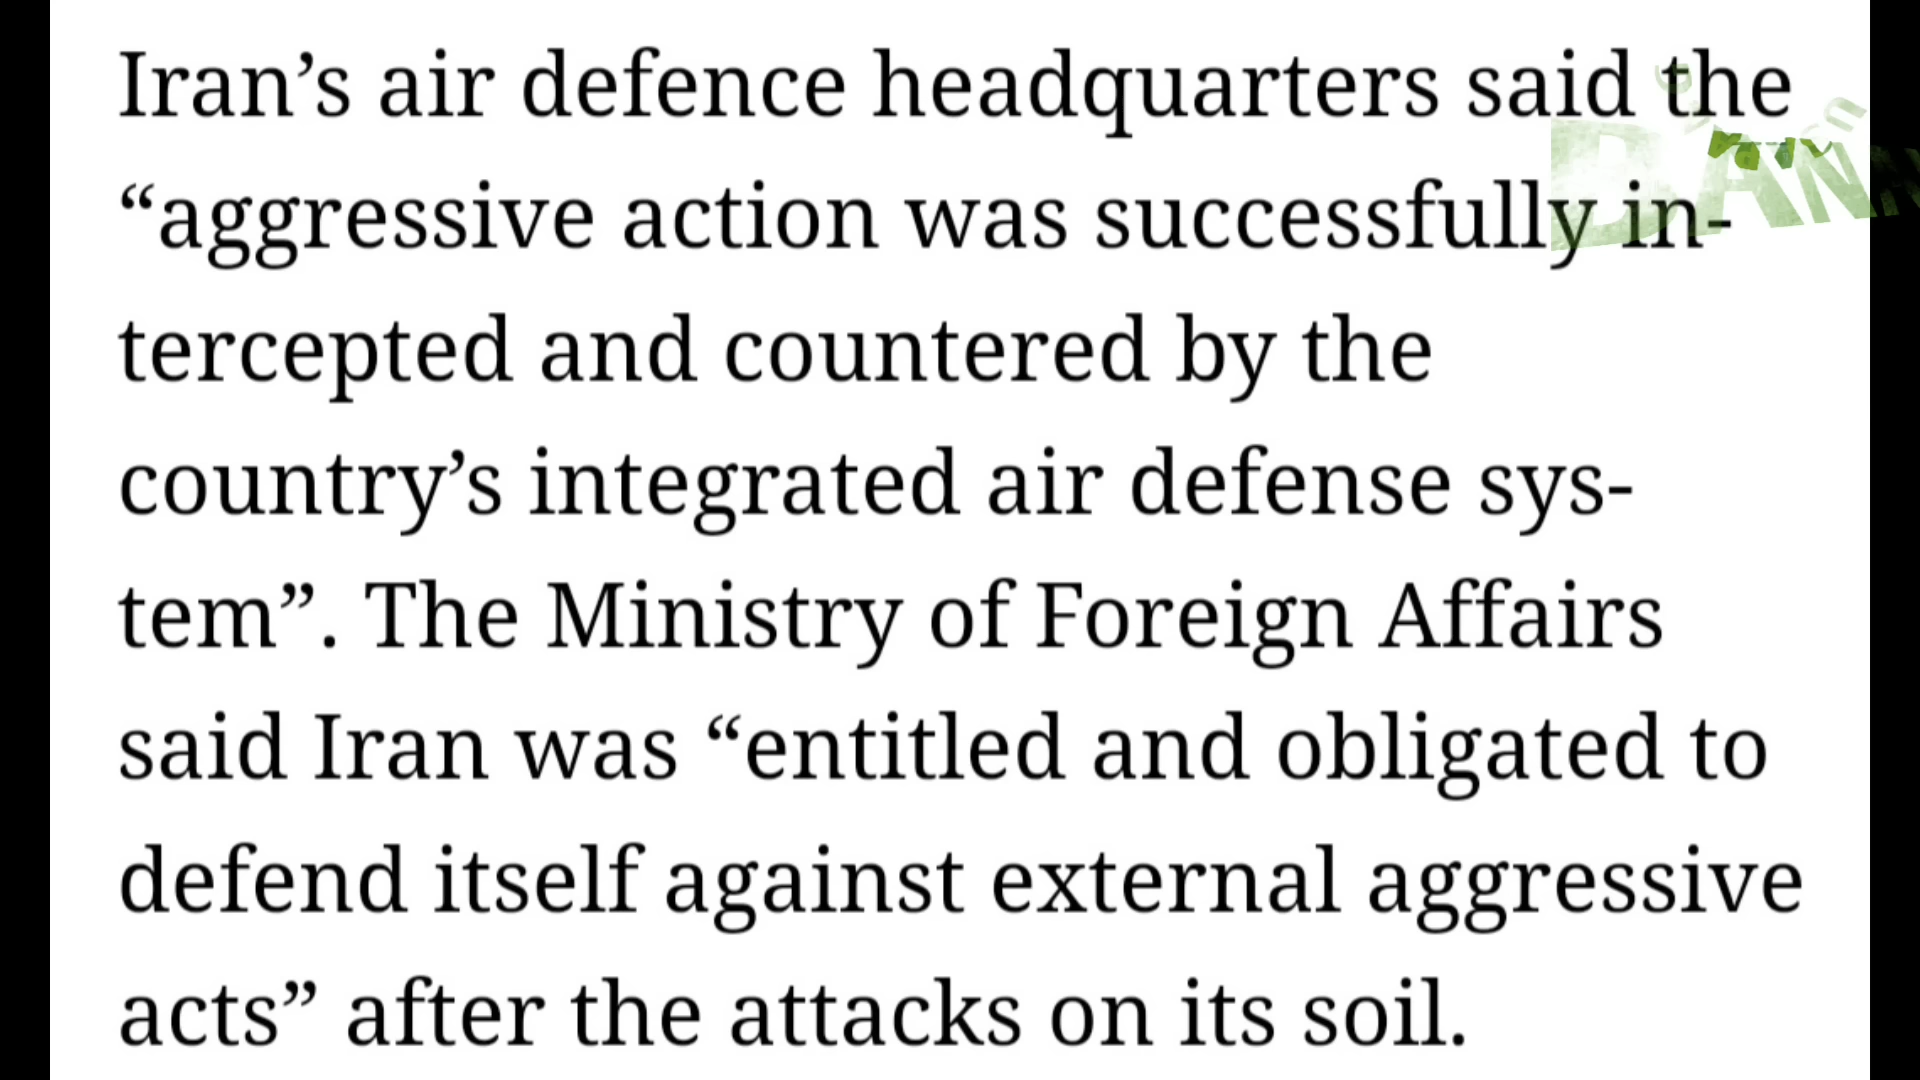 Iran’s air defence headquarters said the
“aggressive action was successfully in-
tercepted and countered by the
country’s integrated air defense sys-
tem”. The Ministry of Foreign Affairs
said Iran was “entitled and obligated to
defend itself against external aggressive
acts” after the attacks on its soil.